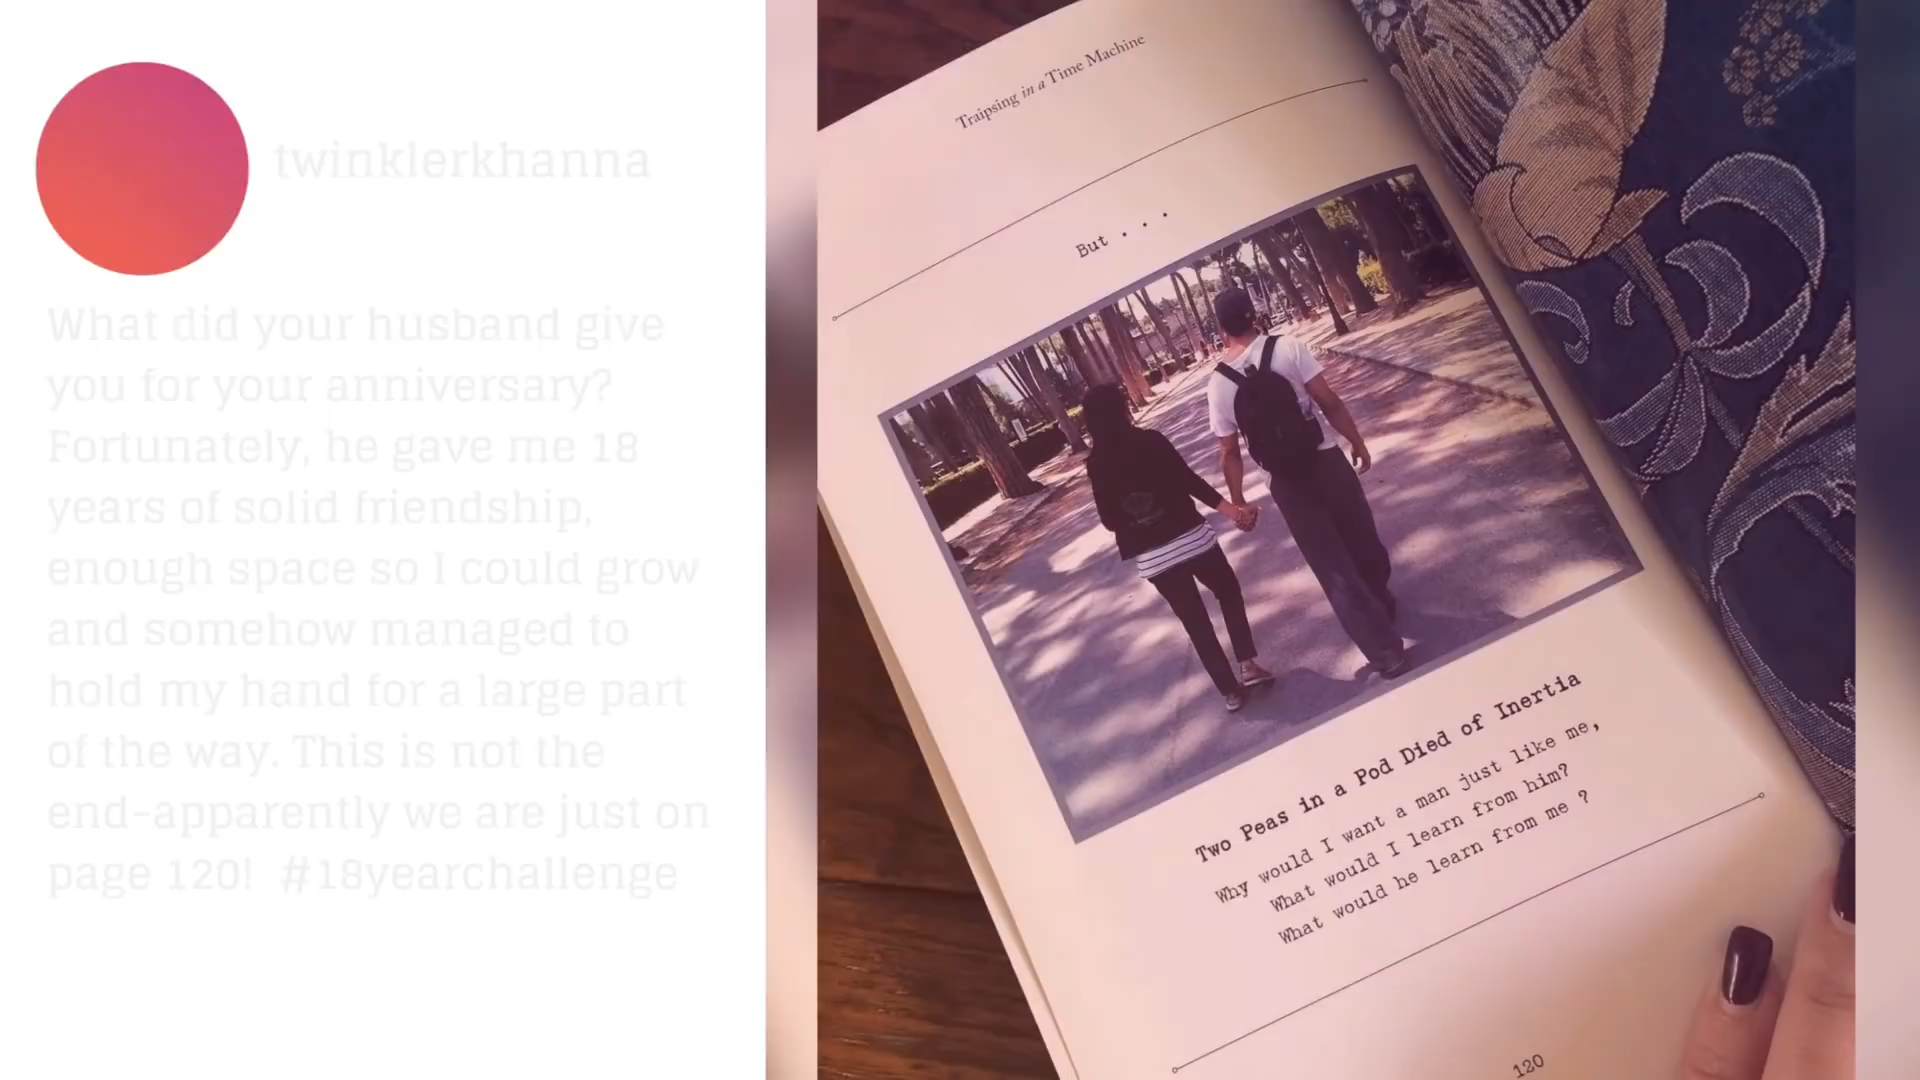 twinklerkhanna
What did your husband give
you for your anniversary?
Fortunately, he gave me 18
years of solid friendship,
enough space so I could grow
and somehow managed to
hold my hand for a large part
of the way. This is not the
end-apparently we are just on
page 120! #18yearchallenge
Traipsing in a Time Machine
But . . .
Two Peas in a Pod Died of Inertia
Why would I want a man just like me,
What would I learn from him?
What would he learn from me ?
120